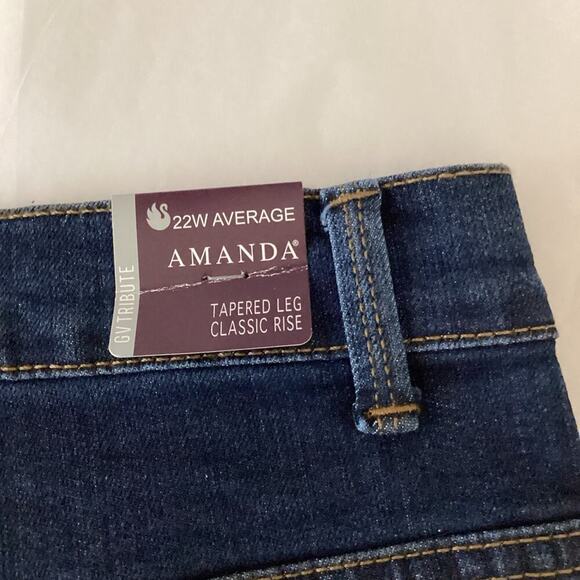 22W AVERAGE
AMANDA®
TAPERED LEG
CLASSIC RISE
GV TRIBUTE